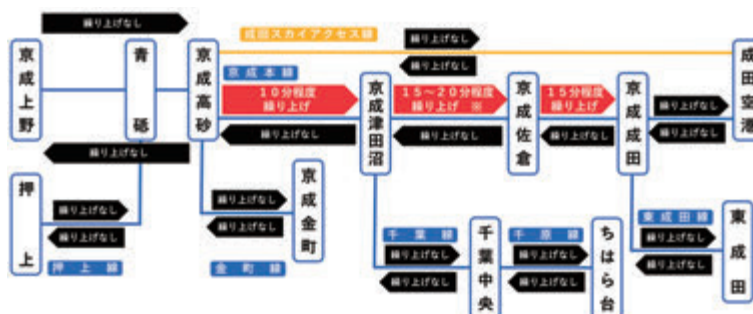 繰り上げなし
成田スカイアクセス線
繰り上げなし
繰り上げなし
京成上野
青砥
京成高砂
京成本線
10分程度
繰り上げ
繰り上げなし
京成津田沼
15～20分程度
繰り上げ ※
繰り上げなし
京成佐倉
15分程度
繰り上げ
繰り上げなし
京成成田
繰り上げなし
繰り上げなし
成田空港
繰り上げなし
押上
繰り上げなし
繰り上げなし
押上線
繰り上げなし
繰り上げなし
金町線
京成金町
千葉線
繰り上げなし
繰り上げなし
千葉中央
千原線
繰り上げなし
繰り上げなし
ちはら台
東成田線
繰り上げなし
繰り上げなし
東成田